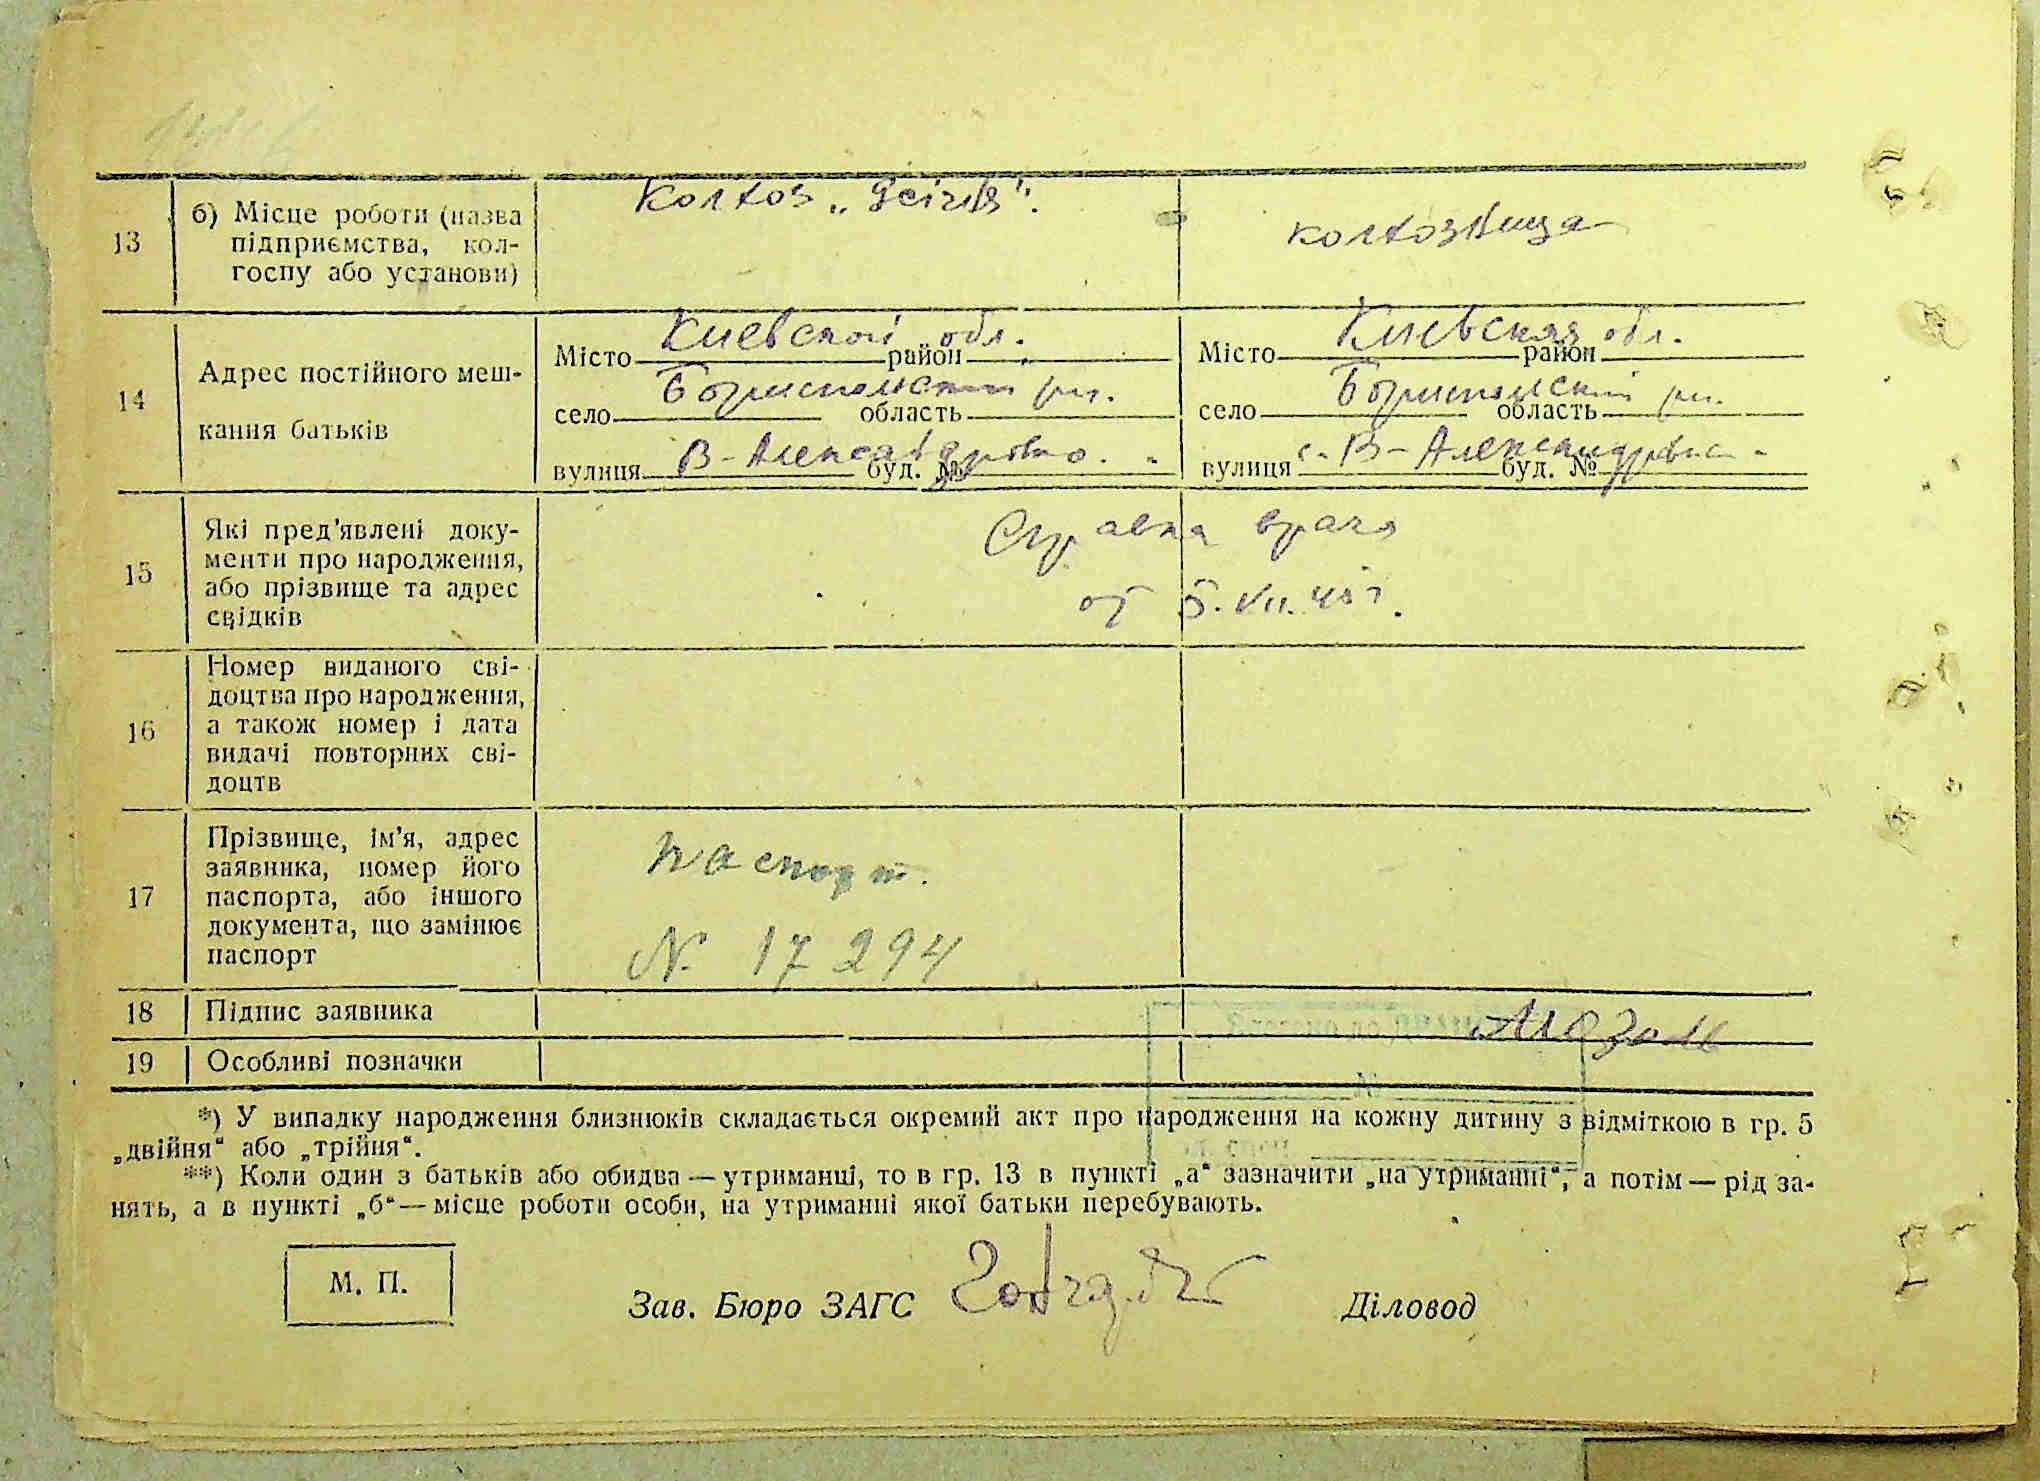 Колхоз „
13
б) Місце роботи (назва
підприємства, кол-
госпу або установи)
колхозница
14
Адрес постійного меш-
кання батьків
Киевской обл.
Місто район
Бориспольский рн.
село область
В-Александровка.
вулиця буд. №
Киевская обл.
Місто район
Бориспольский рн.
село область
с. В-Александровка
вулиця буд. №
15
Які пред'явлені доку-
менти про народження,
або прізвище та адрес
свідків
Справка врача
от 5.VII.45 г.
16
Номер виданого сві-
доцтва про народження,
а також номер і дата
видачі повторних сві-
доцтв
17
Прізвище, ім'я, адрес
заявника, номер його
паспорта, або іншого
документа, що замінює
паспорт
паспорт.
N. 17294
18 Підпис заявника
19 Особливі позначки
*) У випадку народження близнюків складається окремий акт про народження на кожну дитину з відміткою в гр. 5
„двійня“ або „трійня“.
**) Коли один з батьків або обидва — утриманці, то в гр. 13 в пункті „а“ зазначити „на утриманні“, а потім — рід за-
нять, а в пункті „б“ — місце роботи особи, на утриманні якої батьки перебувають.
М. П.
Зав. Бюро ЗАГС
Діловод